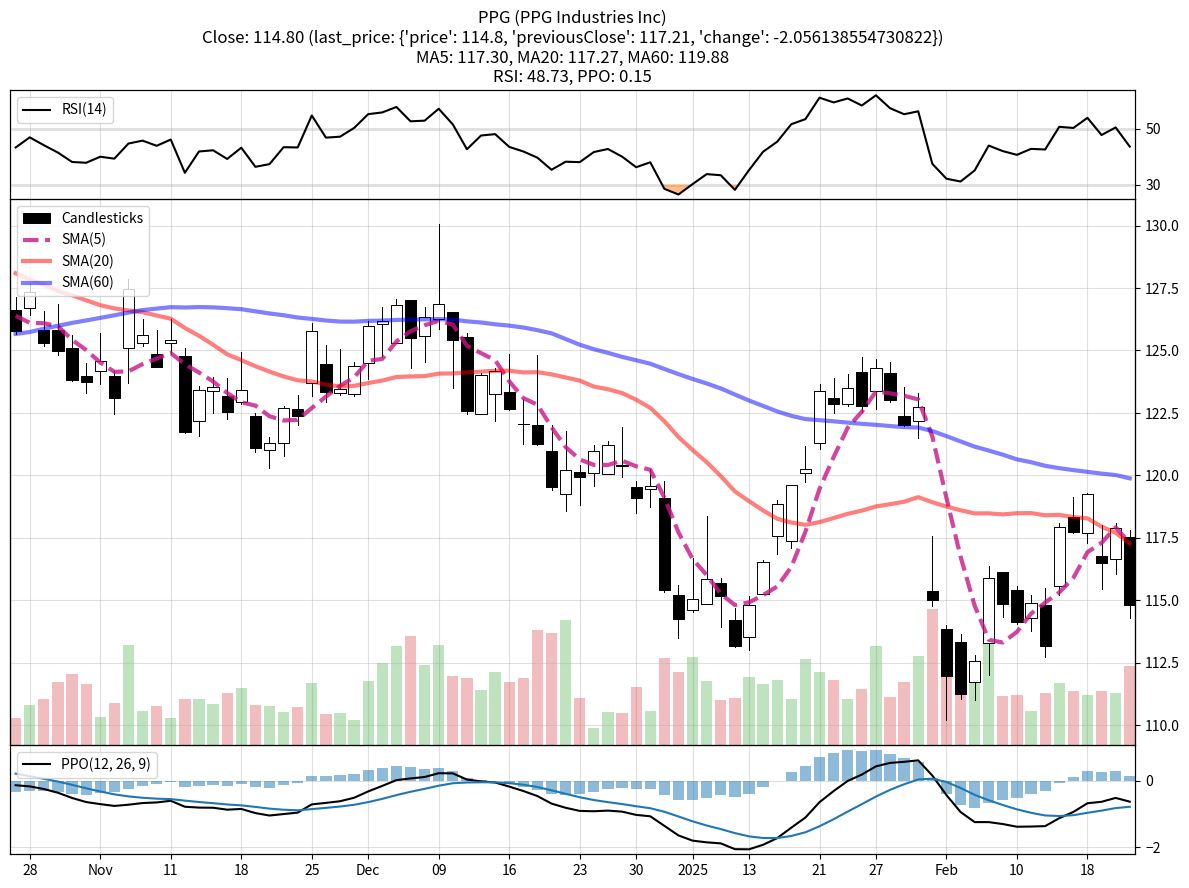 PPG (PPG Industries Inc)
Close: 114.80 (last_price: {'price': 114.8, 'previousClose': 117.21, 'change': -2.056138554730822})
MA5: 117.30, MA20: 117.27, MA60: 119.88
RSI: 48.73, PPO: 0.15
RSI(14)
50
30
Candlesticks
SMA(5)
SMA(20)
SMA(60)
130.0
127.5
125.0
122.5
120.0
117.5
115.0
112.5
110.0
PPO(12, 26, 9)
0
−2
28 Nov 11 18 25 Dec 09 16 23 30 2025 13 21 27 Feb 10 18